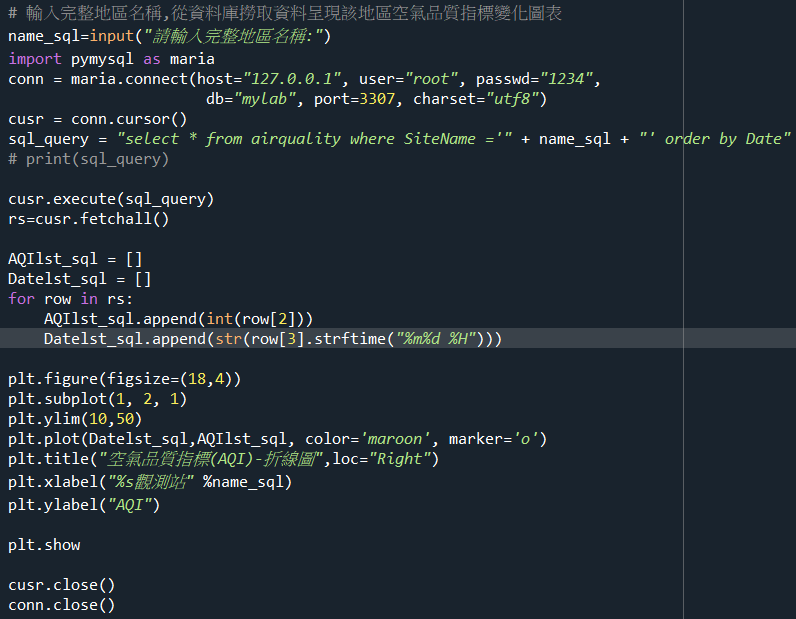 # 輸入完整地區名稱,從資料庫撈取資料呈現該地區空氣品質指標變化圖表
name_sql=input("請輸入完整地區名稱:")
import pymysql as maria
conn = maria.connect(host="127.0.0.1", user="root", passwd="1234",
                      db="mylab", port=3307, charset="utf8")
cusr = conn.cursor()
sql_query = "select * from airquality where SiteName ='" + name_sql + "' order by Date"
# print(sql_query)
cusr.execute(sql_query)
rs=cusr.fetchall()
AQIlst_sql = []
Datelst_sql = []
for row in rs:
    AQIlst_sql.append(int(row[2]))
    Datelst_sql.append(str(row[3].strftime("%m%d %H")))
plt.figure(figsize=(18,4))
plt.subplot(1, 2, 1)
plt.ylim(10,50)
plt.plot(Datelst_sql,AQIlst_sql, color='maroon', marker='o')
plt.title("空氣品質指標(AQI)-折線圖",loc="Right")
plt.xlabel("%s觀測站" %name_sql)
plt.ylabel("AQI")
plt.show
cusr.close()
conn.close()